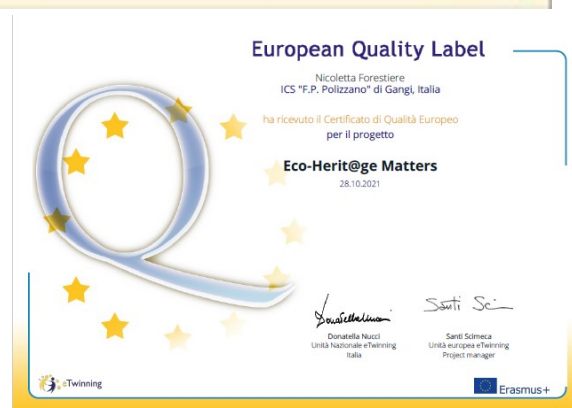 European Quality Label
Nicoletta Forestiere
ICS "F.P. Polizzano" di Gangi, Italia
ha ricevuto il Certificato di Qualità Europeo
per il progetto
Eco-Herit@ge Matters
28.10.2021
Donatella Nucci
Unità Nazionale eTwinning
Italia
Santi Scimeca
Unità europea eTwinning
Project manager
eTwinning
Erasmus+